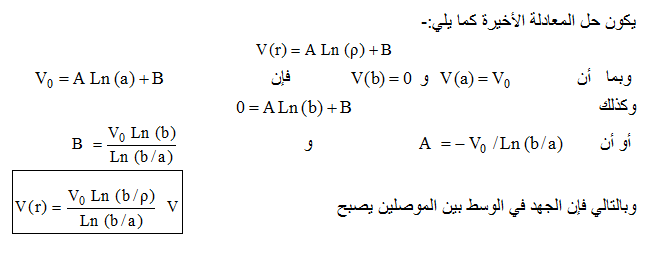 يكون حل المعادلة الأخيرة كما يلي:-
V(r) = A Ln (ρ) + B
وبما أن V(a) = V₀ و V(b) = 0 فإن V₀ = A Ln (a) + B
وكذلك 0 = A Ln (b) + B
أو أن A = − V₀ /Ln (b/a) و B = V₀ Ln (b) / Ln (b/a)
وبالتالي فإن الجهد في الوسط بين الموصلين يصبح V(r) = V₀ Ln (b/ρ) / Ln (b/a) V